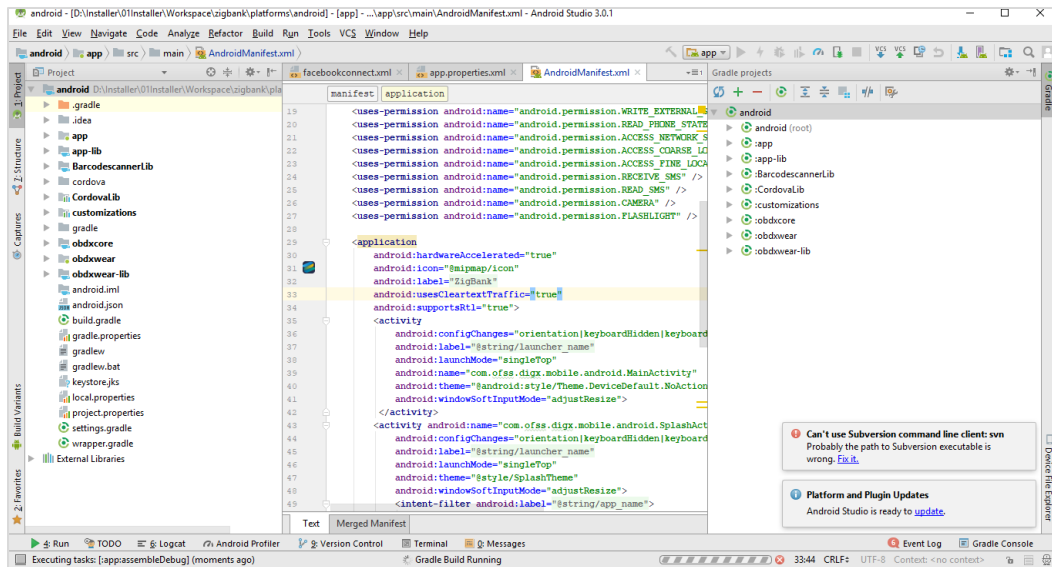 android - [D:\Installer\01Installer\Workspace\zigbank\platforms\android] - [app] - ...\app\src\main\AndroidManifest.xml - Android Studio 3.0.1
File Edit View Navigate Code Analyze Refactor Build Run Tools VCS Window Help
android app src main AndroidManifest.xml app
Project
facebookconnect.xml app.properties.xml AndroidManifest.xml
Gradle projects
1: Project
7: Structure
Captures
Build Variants
2: Favorites
android D:\Installer\01Installer\Workspace\zigbank\pla
.gradle
.idea
app
app-lib
BarcodescannerLib
cordova
CordovaLib
customizations
gradle
obdxcore
obdxwear
obdxwear-lib
android.iml
android.json
build.gradle
gradle.properties
gradlew
gradlew.bat
keystore.jks
local.properties
project.properties
settings.gradle
wrapper.gradle
External Libraries
manifest application
19 <uses-permission android:name="android.permission.WRITE_EXTERNAL_
20 <uses-permission android:name="android.permission.READ_PHONE_STATE
21 <uses-permission android:name="android.permission.ACCESS_NETWORK_S
22 <uses-permission android:name="android.permission.ACCESS_COARSE_LO
23 <uses-permission android:name="android.permission.ACCESS_FINE_LOCA
24 <uses-permission android:name="android.permission.RECEIVE_SMS" />
25 <uses-permission android:name="android.permission.READ_SMS" />
26 <uses-permission android:name="android.permission.CAMERA" />
27 <uses-permission android:name="android.permission.FLASHLIGHT" />
28
29 <application
30 android:hardwareAccelerated="true"
31 android:icon="@mipmap/icon"
32 android:label="ZigBank"
33 android:usesCleartextTraffic="true"
34 android:supportsRtl="true">
35 <activity
36 android:configChanges="orientation|keyboardHidden|keyboard
37 android:label="@string/launcher_name"
38 android:launchMode="singleTop"
39 android:name="com.ofss.digx.mobile.android.MainActivity"
40 android:theme="@android:style/Theme.DeviceDefault.NoAction
41 android:windowSoftInputMode="adjustResize">
42 </activity>
43 <activity android:name="com.ofss.digx.mobile.android.SplashAct
44 android:configChanges="orientation|keyboardHidden|keyboard
45 android:label="@string/launcher_name"
46 android:launchMode="singleTop"
47 android:theme="@style/SplashTheme"
48 android:windowSoftInputMode="adjustResize">
49 <intent-filter android:label="@string/app_name">
Text Merged Manifest
android
android (root)
:app
:app-lib
:BarcodescannerLib
:CordovaLib
:customizations
:obdxcore
:obdxwear
:obdxwear-lib
Can't use Subversion command line client: svn
Probably the path to Subversion executable is
wrong. Fix it.
Platform and Plugin Updates
Android Studio is ready to update.
Gradle
Device File Explorer
4: Run TODO 6: Logcat Android Profiler 9: Version Control Terminal 0: Messages Event Log Gradle Console
Executing tasks: [:app:assembleDebug] (moments ago) Gradle Build Running 33:44 CRLF UTF-8 Context: <no context>